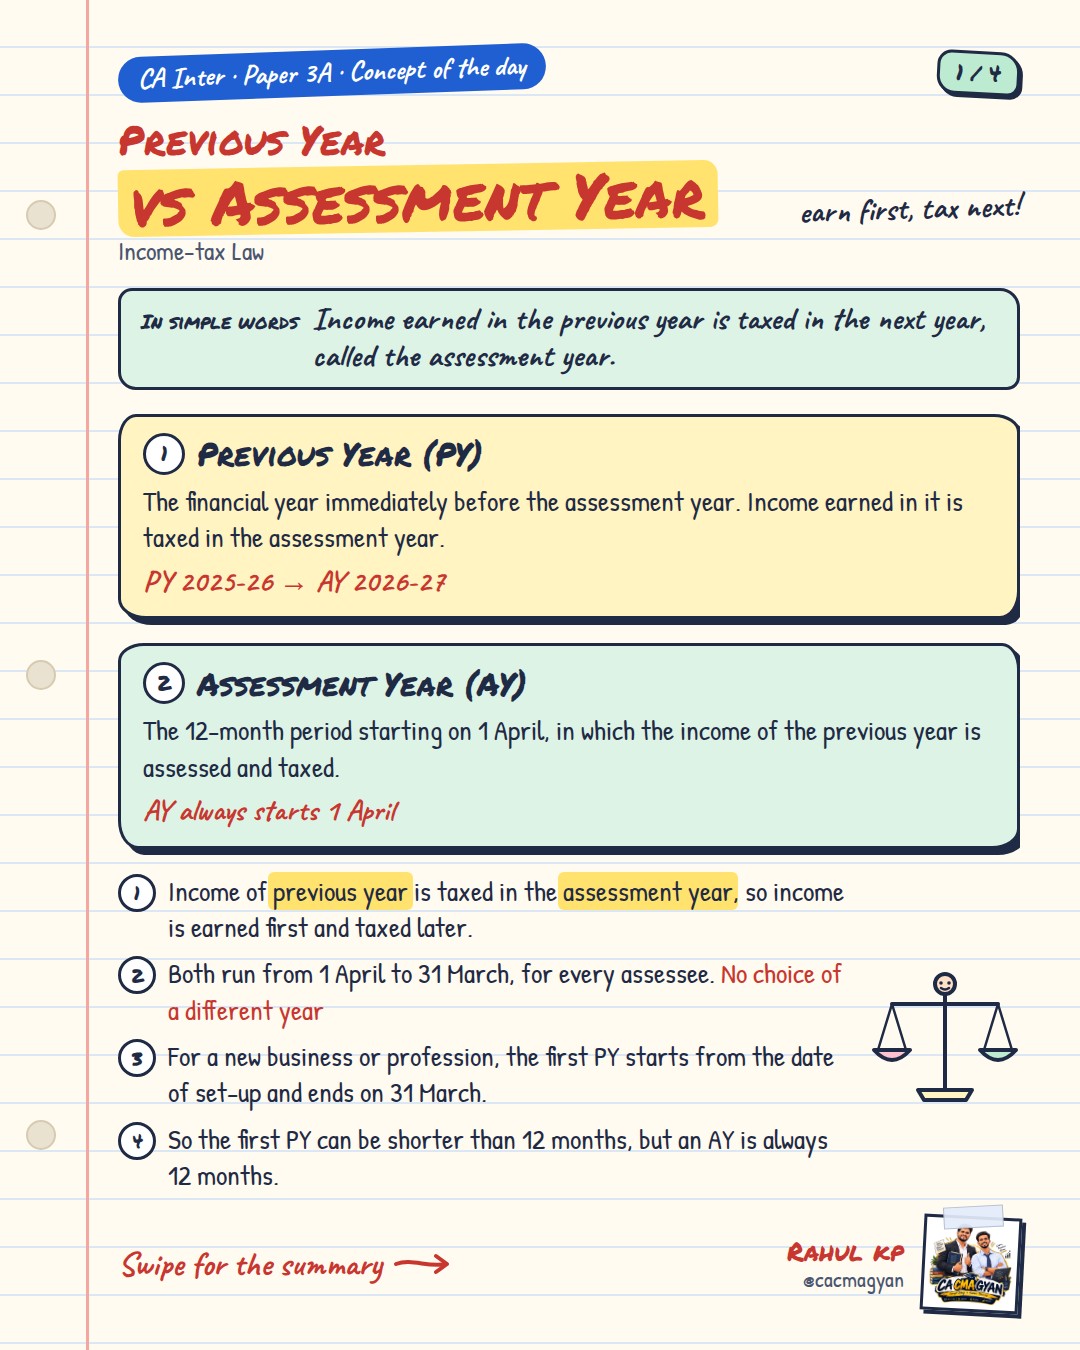 CA Inter · Paper 3A · Concept of the day
1 / 4
Previous Year
vs Assessment Year
earn first, tax next!
Income-tax Law
In simple words Income earned in the previous year is taxed in the next year,
called the assessment year.
1 Previous Year (PY)
The financial year immediately before the assessment year. Income earned in it is
taxed in the assessment year.
PY 2025-26 → AY 2026-27
2 Assessment Year (AY)
The 12-month period starting on 1 April, in which the income of the previous year is
assessed and taxed.
AY always starts 1 April
1 Income of previous year is taxed in the assessment year, so income
is earned first and taxed later.
2 Both run from 1 April to 31 March, for every assessee. No choice of
a different year
3 For a new business or profession, the first PY starts from the date
of set-up and ends on 31 March.
4 So the first PY can be shorter than 12 months, but an AY is always
12 months.
Swipe for the summary
Rahul KP
@cacmagyan
CA CMA GYAN